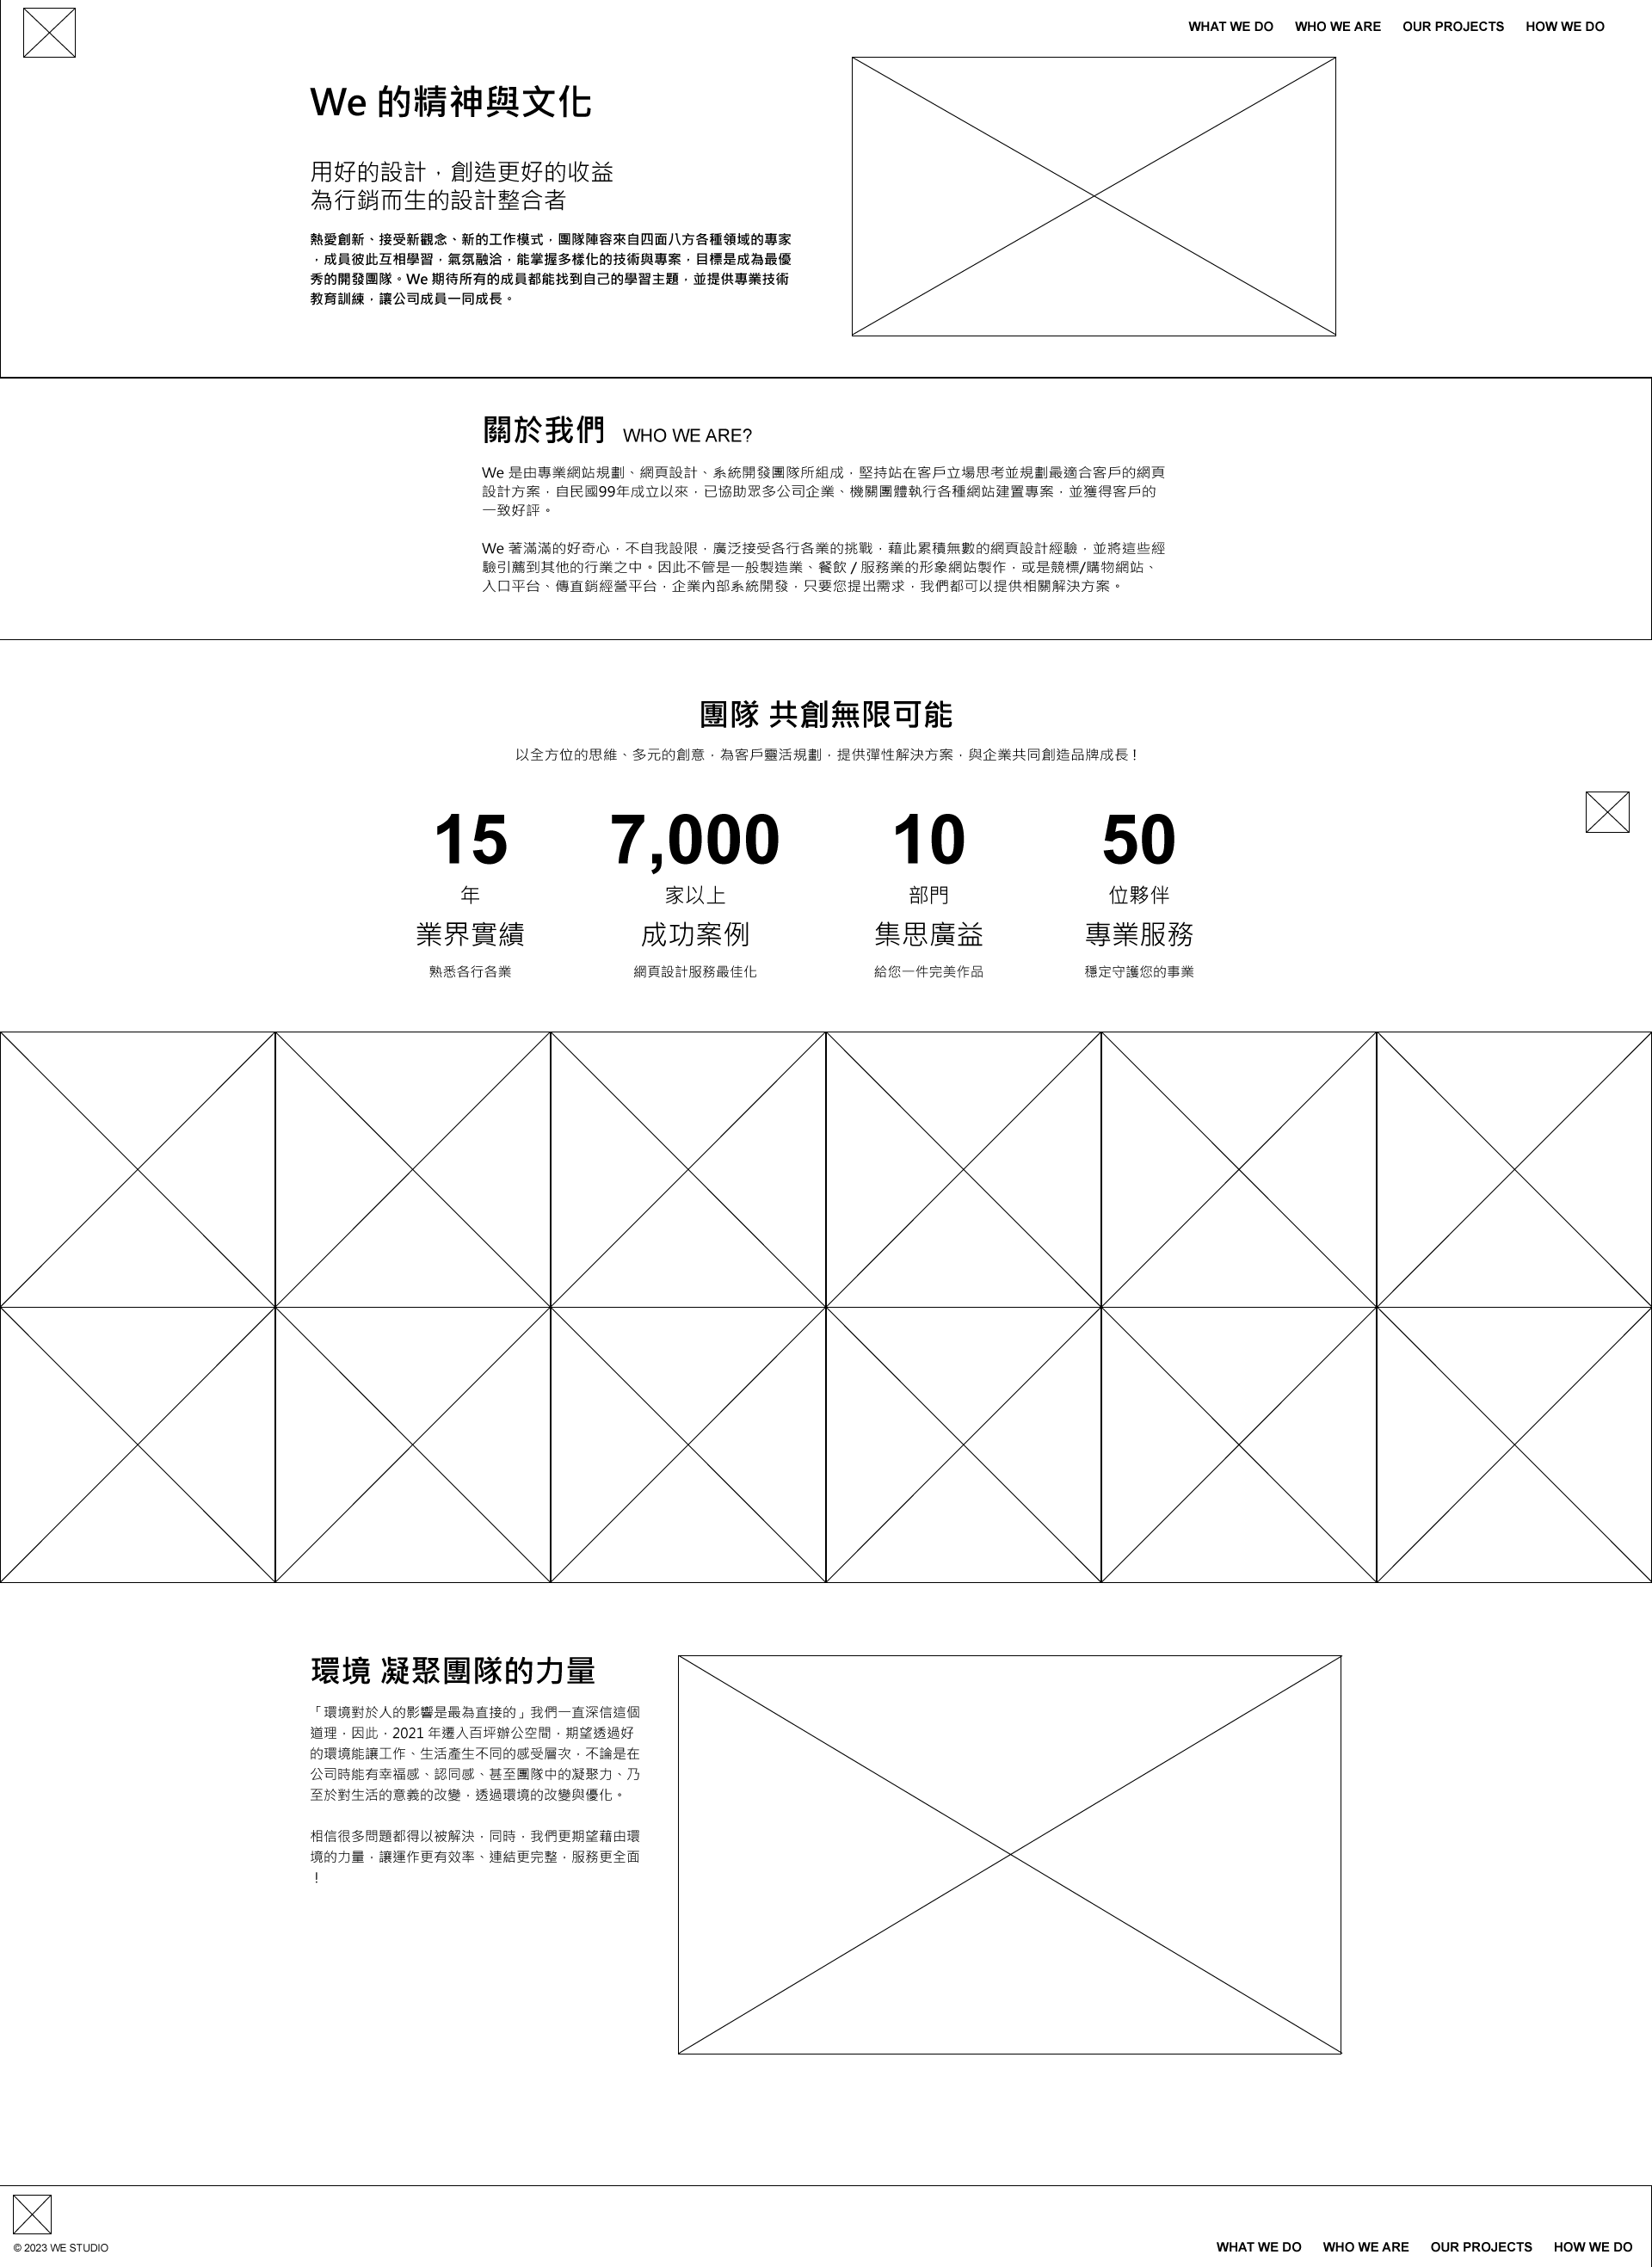 WHAT WE DO WHO WE ARE OUR PROJECTS HOW WE DO
We 的精神與文化
用好的設計，創造更好的收益
為行銷而生的設計整合者
熱愛創新、接受新觀念、新的工作模式，團隊陣容來自四面八方各種領域的專家
，成員彼此互相學習，氣氛融洽，能掌握多樣化的技術與專案，目標是成為最優
秀的開發團隊。We 期待所有的成員都能找到自己的學習主題，並提供專業技術
教育訓練，讓公司成員一同成長。
關於我們 WHO WE ARE?
We 是由專業網站規劃、網頁設計、系統開發團隊所組成，堅持站在客戶立場思考並規劃最適合客戶的網頁
設計方案，自民國99年成立以來，已協助眾多公司企業、機關團體執行各種網站建置專案，並獲得客戶的
一致好評。
We 著滿滿的好奇心，不自我設限，廣泛接受各行各業的挑戰，藉此累積無數的網頁設計經驗，並將這些經
驗引薦到其他的行業之中。因此不管是一般製造業、餐飲 / 服務業的形象網站製作，或是競標/購物網站、
入口平台、傳直銷經營平台，企業內部系統開發，只要您提出需求，我們都可以提供相關解決方案。
團隊 共創無限可能
以全方位的思維、多元的創意，為客戶靈活規劃，提供彈性解決方案，與企業共同創造品牌成長！
15 7,000 10 50
年 家以上 部門 位夥伴
業界實績 成功案例 集思廣益 專業服務
熟悉各行各業 網頁設計服務最佳化 給您一件完美作品 穩定守護您的事業
環境 凝聚團隊的力量
「環境對於人的影響是最為直接的」我們一直深信這個
道理，因此，2021 年遷入百坪辦公空間，期望透過好
的環境能讓工作、生活產生不同的感受層次，不論是在
公司時能有幸福感、認同感、甚至團隊中的凝聚力、乃
至於對生活的意義的改變，透過環境的改變與優化。
相信很多問題都得以被解決，同時，我們更期望藉由環
境的力量，讓運作更有效率、連結更完整，服務更全面
！
© 2023 WE STUDIO
WHAT WE DO WHO WE ARE OUR PROJECTS HOW WE DO